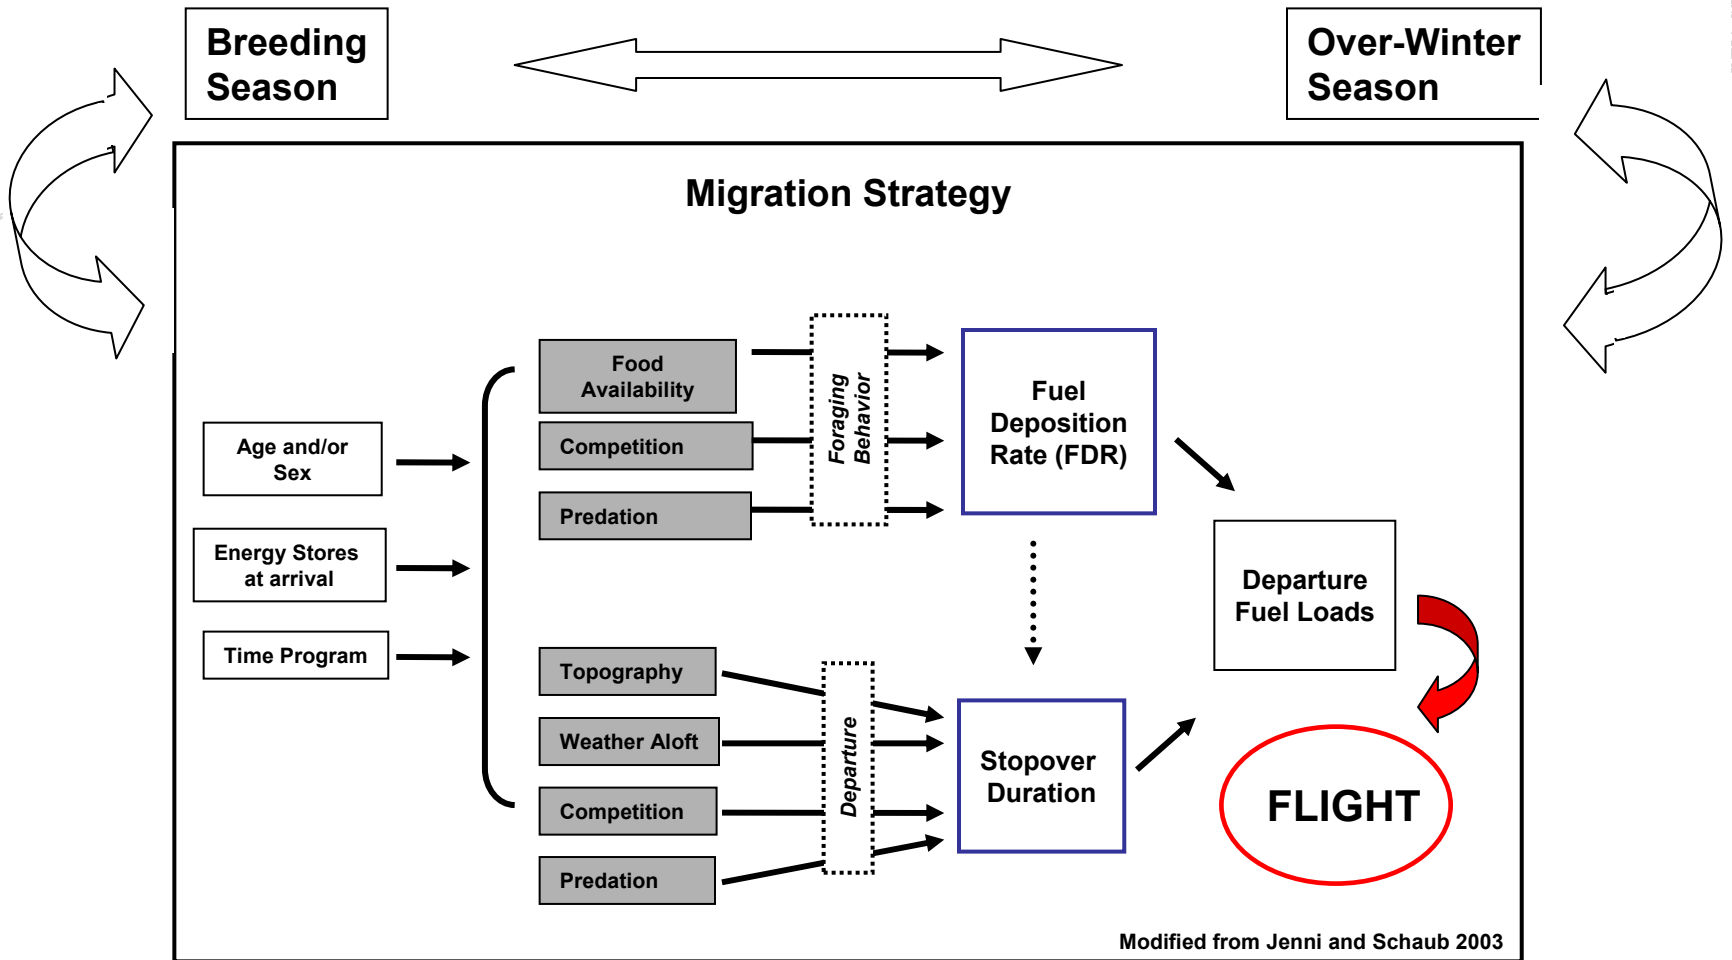 Breeding
Season
Over-Winter
Season
Migration Strategy
Food
Availability
Competition
Predation
Foraging
Behavior
Fuel
Deposition
Rate (FDR)
Age and/or
Sex
Energy Stores
at arrival
Time Program
Departure
Fuel Loads
Topography
Weather Aloft
Competition
Predation
Departure
Stopover
Duration
FLIGHT
Modified from Jenni and Schaub 2003